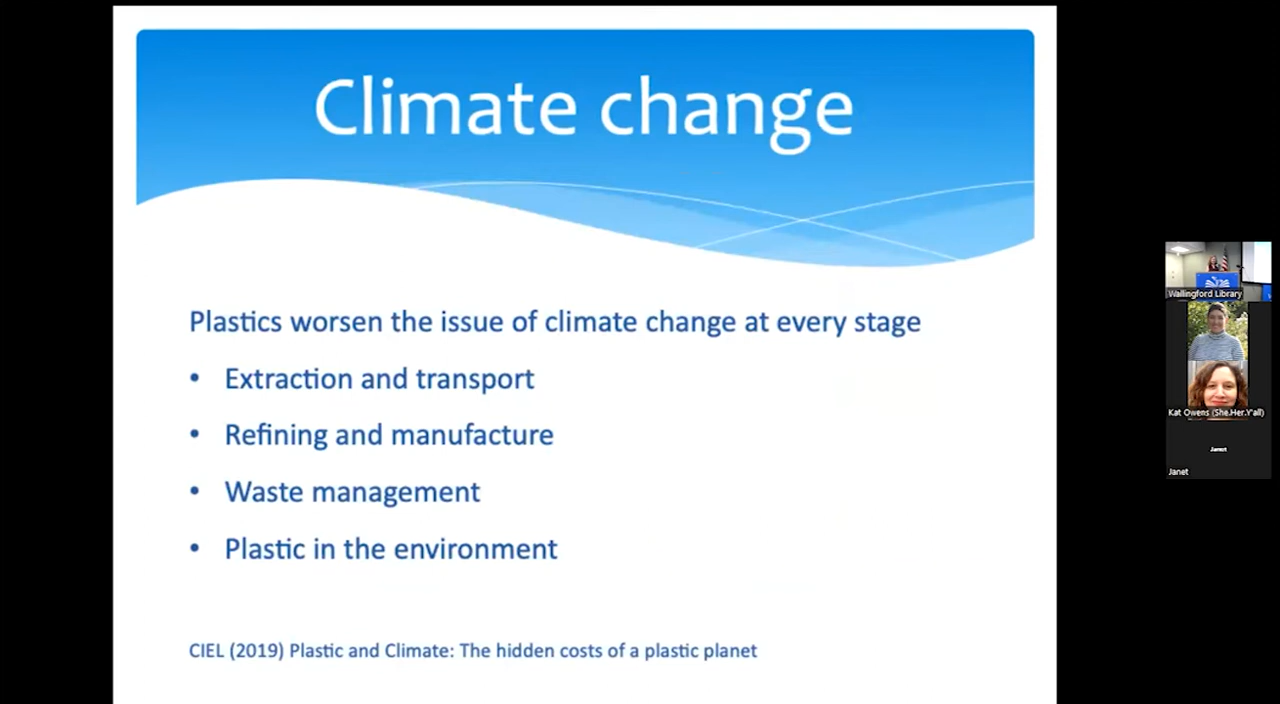 Climate change
Plastics worsen the issue of climate change at every stage
• Extraction and transport
• Refining and manufacture
• Waste management
• Plastic in the environment
CIEL (2019) Plastic and Climate: The hidden costs of a plastic planet
Wallingford Library
Kat Owens (She.Her.Y'all)
Janet
Janet